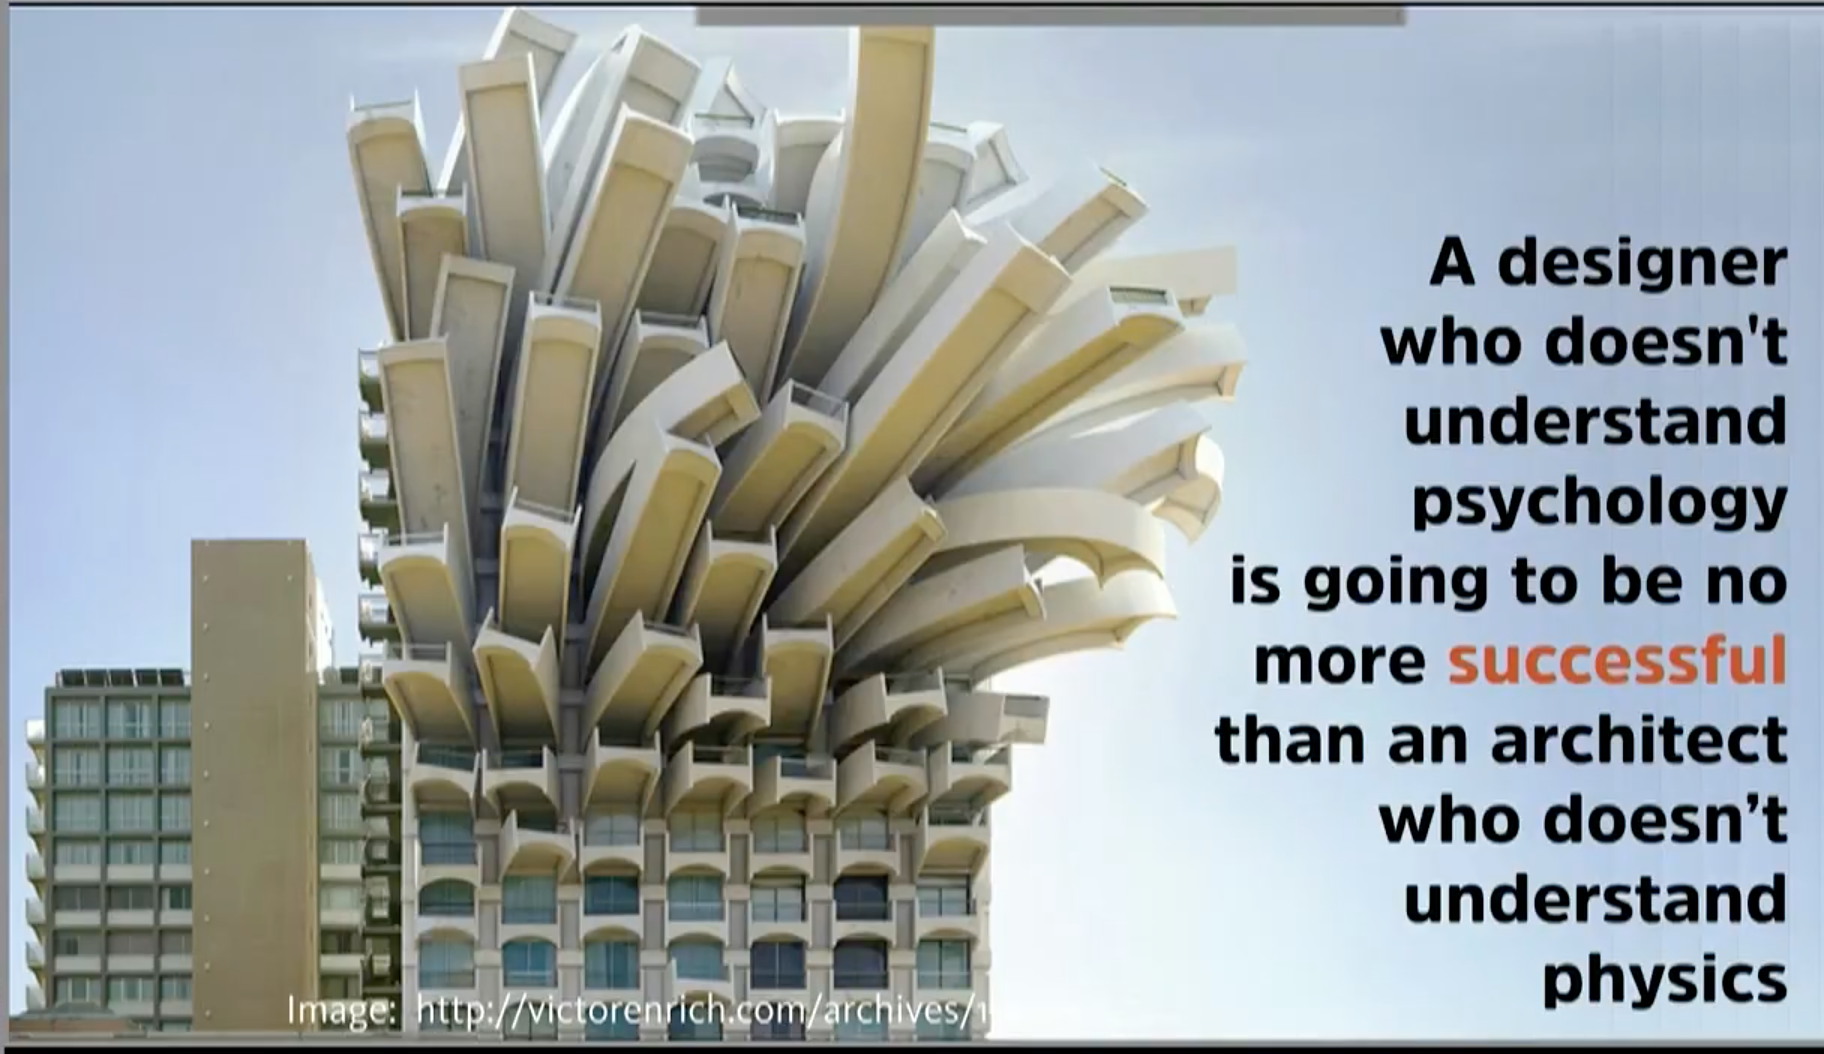 A designer
who doesn't
understand
psychology
is going to be no
more successful
than an architect
who doesn’t
understand
physics
Image: http://victorenrich.com/archives/